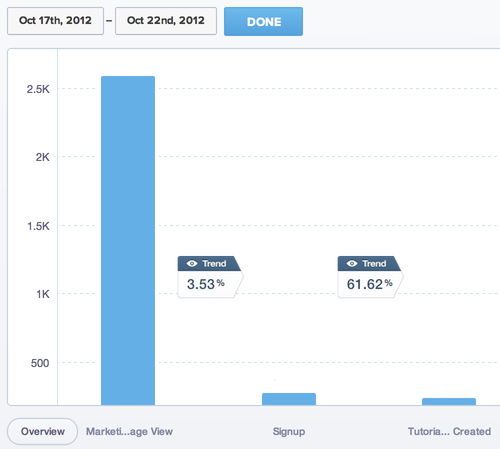 Oct 17th, 2012 – Oct 22nd, 2012 DONE
2.5K
2K
1.5K
Trend Trend
3.53% 61.62%
1K
500
Overview Marketi...age View Signup Tutoria... Created